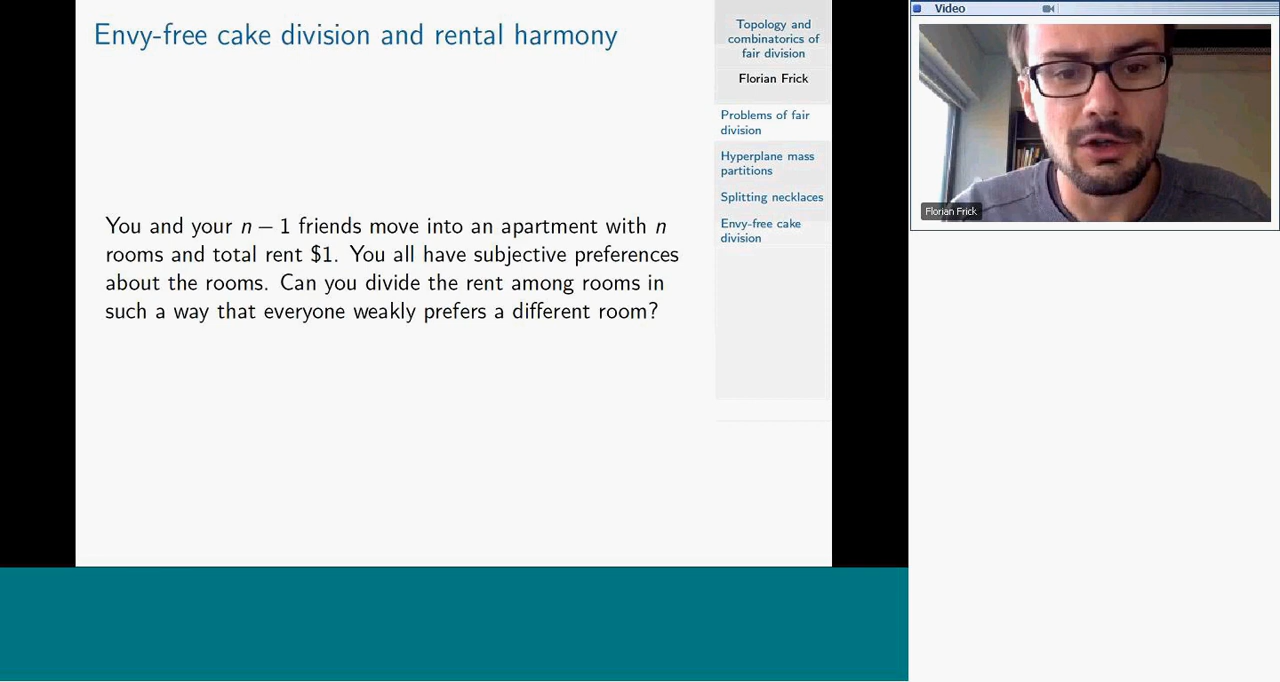 Envy-free cake division and rental harmony
You and your n − 1 friends move into an apartment with n
rooms and total rent $1. You all have subjective preferences
about the rooms. Can you divide the rent among rooms in
such a way that everyone weakly prefers a different room?
Topology and
combinatorics of
fair division
Florian Frick
Problems of fair
division
Hyperplane mass
partitions
Splitting necklaces
Envy-free cake
division
Video
Florian Frick